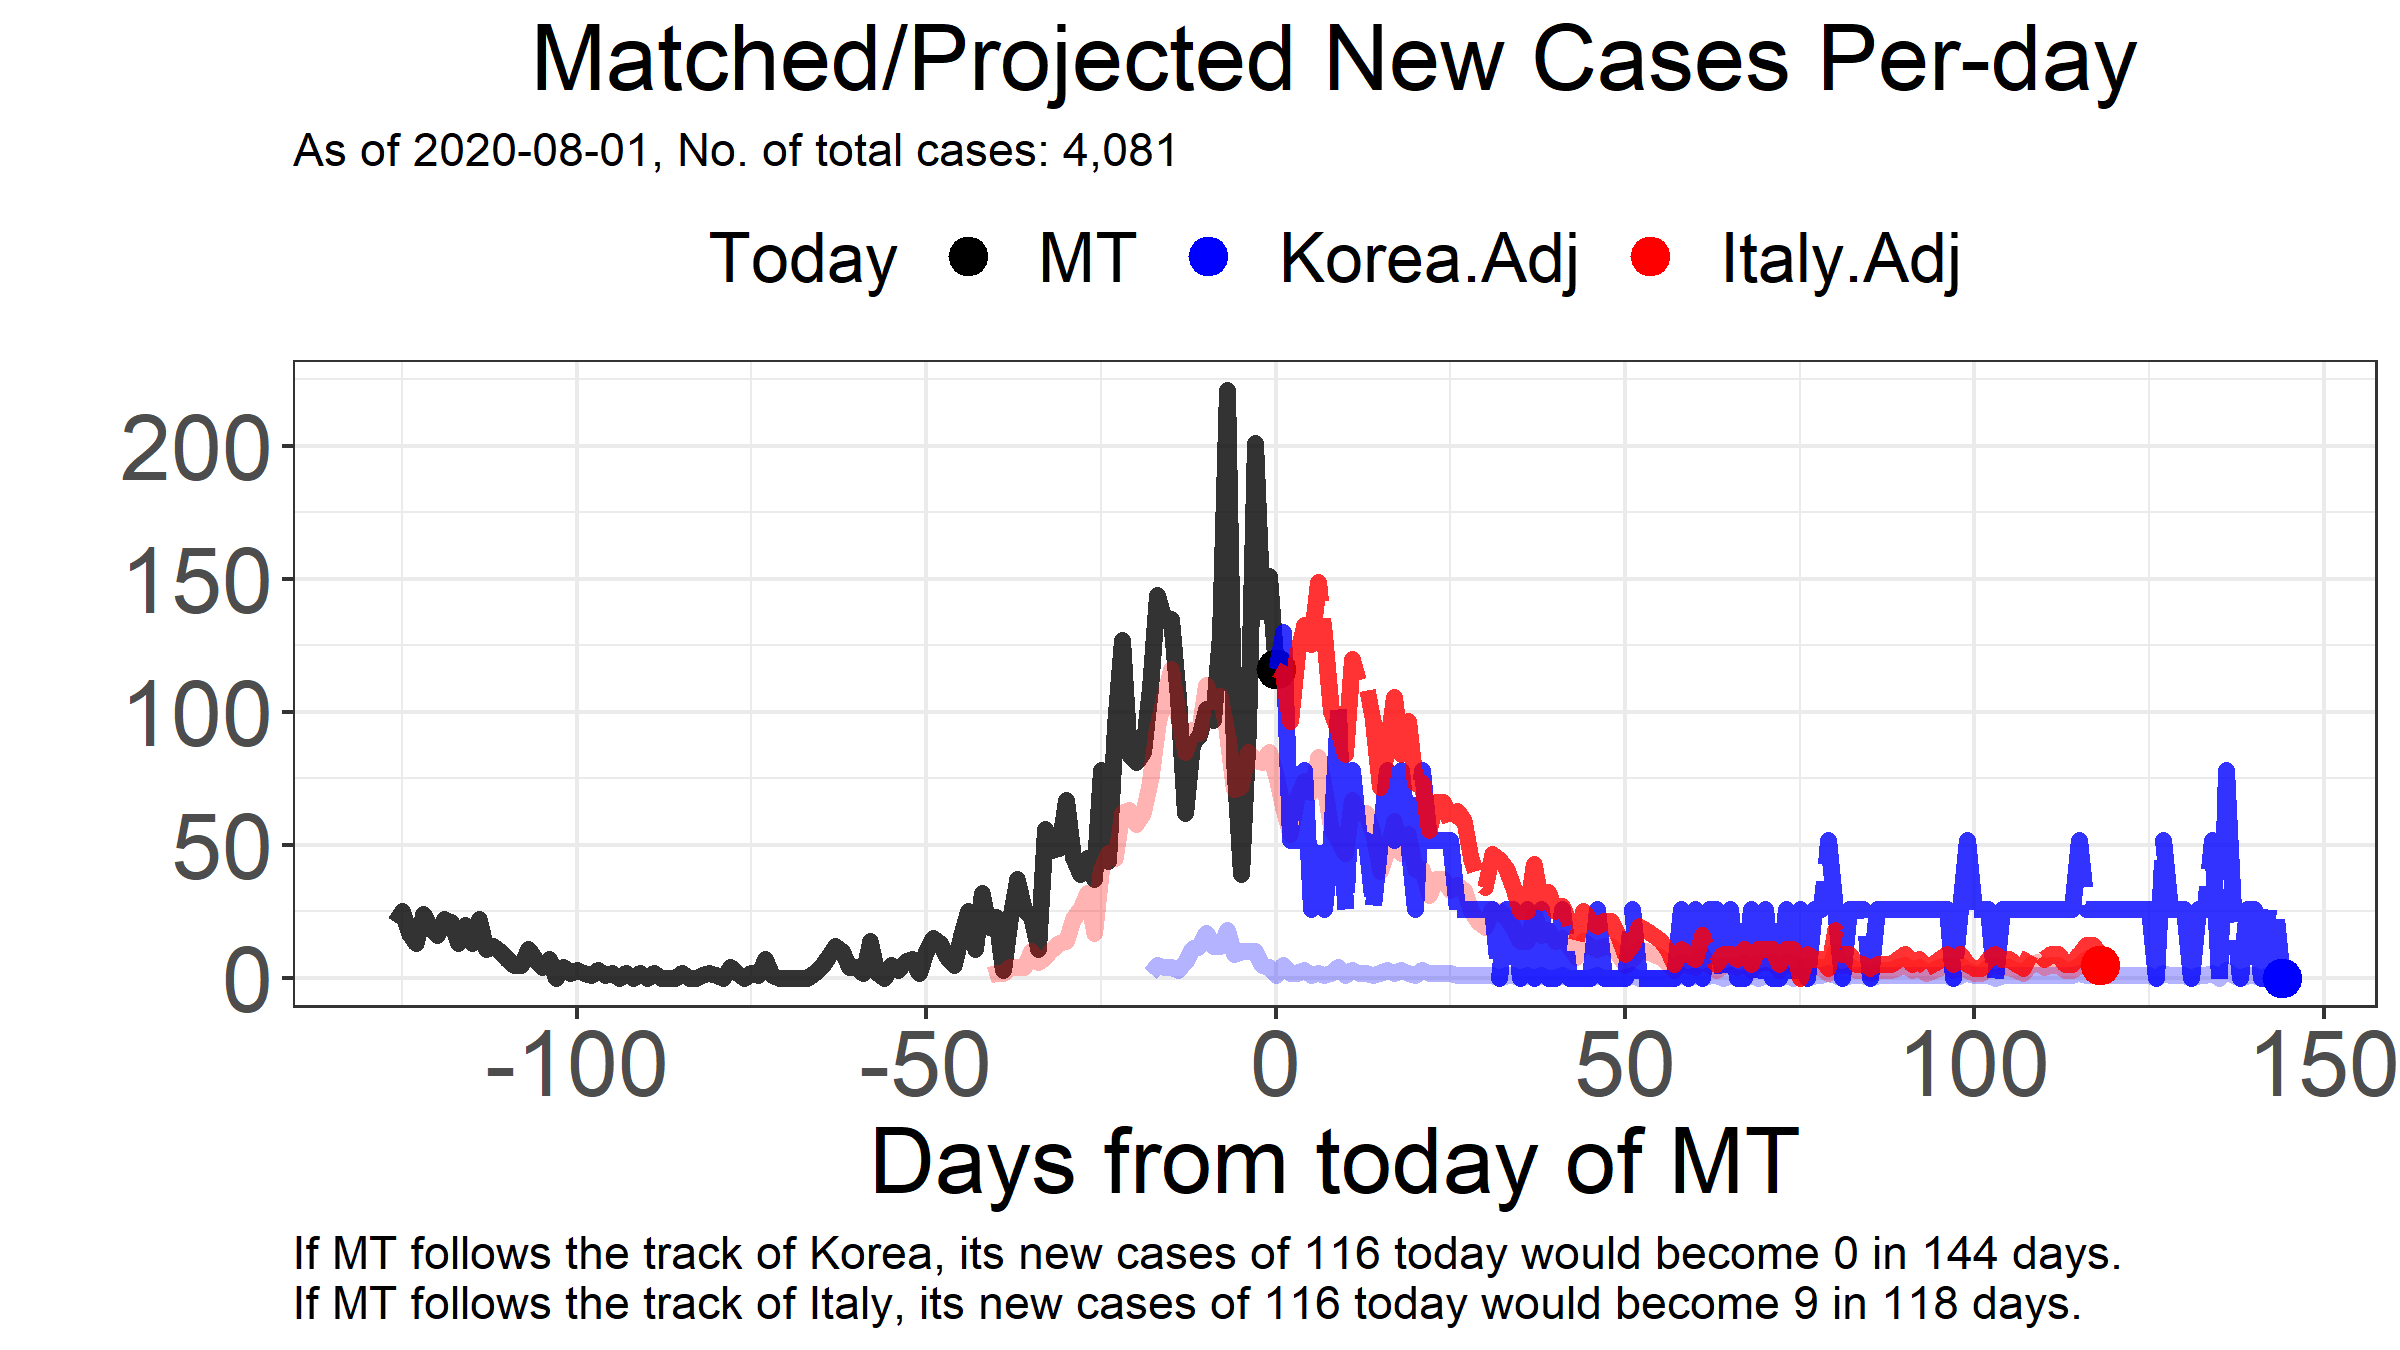 Matched/Projected New Cases Per-day
As of 2020-08-01, No. of total cases: 4,081
Today MT Korea.Adj Italy.Adj
200
150
100
50
0
-100 -50 0 50 100 150
Days from today of MT
If MT follows the track of Korea, its new cases of 116 today would become 0 in 144 days.
If MT follows the track of Italy, its new cases of 116 today would become 9 in 118 days.